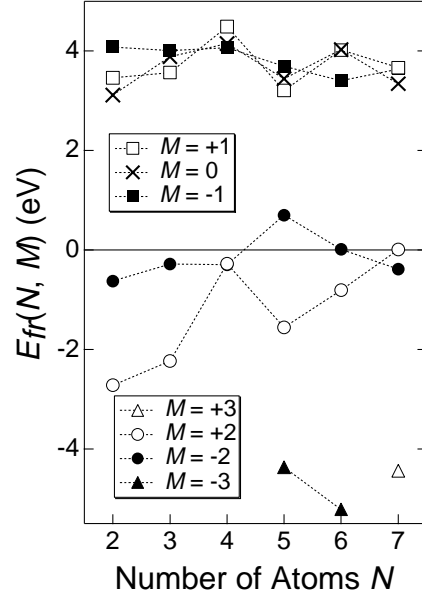 E_fr(N, M) (eV)
4
2
0
-2
-4
M = +1
M = 0
M = -1
M = +3
M = +2
M = -2
M = -3
2 3 4 5 6 7
Number of Atoms N